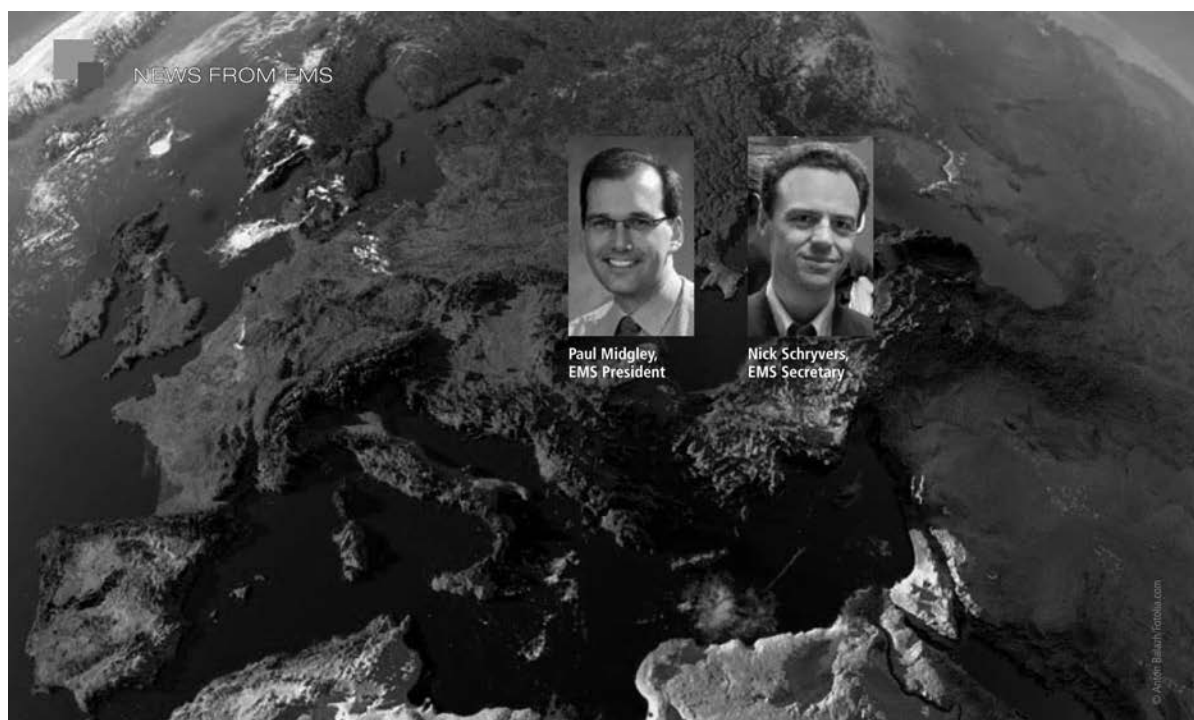 NEWS FROM EMS
Paul Midgley,
EMS President
Nick Schryvers,
EMS Secretary
© Anton Balazh Fotolia.com